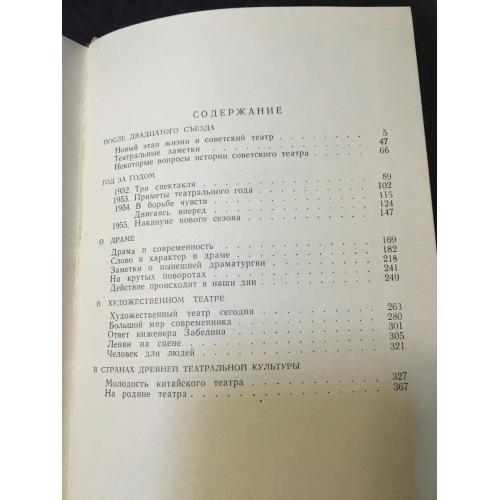 СОДЕРЖАНИЕ
ПОСЛЕ ДВАДЦАТОГО СЪЕЗДА
Новый этап жизни и советский театр . . . . . . . . 5
Театральные заметки . . . . . . . . 47
Некоторые вопросы истории советского театра . . . . . 66
ГОД ЗА ГОДОМ
1952. Три спектакля . . . . . . . . 89
1953. Приметы театрального года . . . . . . . . 102
1954. В борьбе чувств . . . . . . . . 115
Двигаясь вперед . . . . . . . . 124
1955. Накануне нового сезона . . . . . . . . 147
О ДРАМЕ
Драма и современность . . . . . . . . 169
Слово и характер в драме . . . . . . . . 182
Заметки о нынешней драматургии . . . . . . . . 218
На крутых поворотах . . . . . . . . 241
Действие происходит в наши дни . . . . . . . . 249
В ХУДОЖЕСТВЕННОМ ТЕАТРЕ
Художественный театр сегодня . . . . . . . . 263
Большой мир современника . . . . . . . . 280
Ответ инженера Забелина . . . . . . . . 301
Ленин на сцене . . . . . . . . 305
Человек для людей . . . . . . . . 321
В СТРАНАХ ДРЕВНЕЙ ТЕАТРАЛЬНОЙ КУЛЬТУРЫ
Молодость китайского театра . . . . . . . . 327
На родине театра . . . . . . . . 367